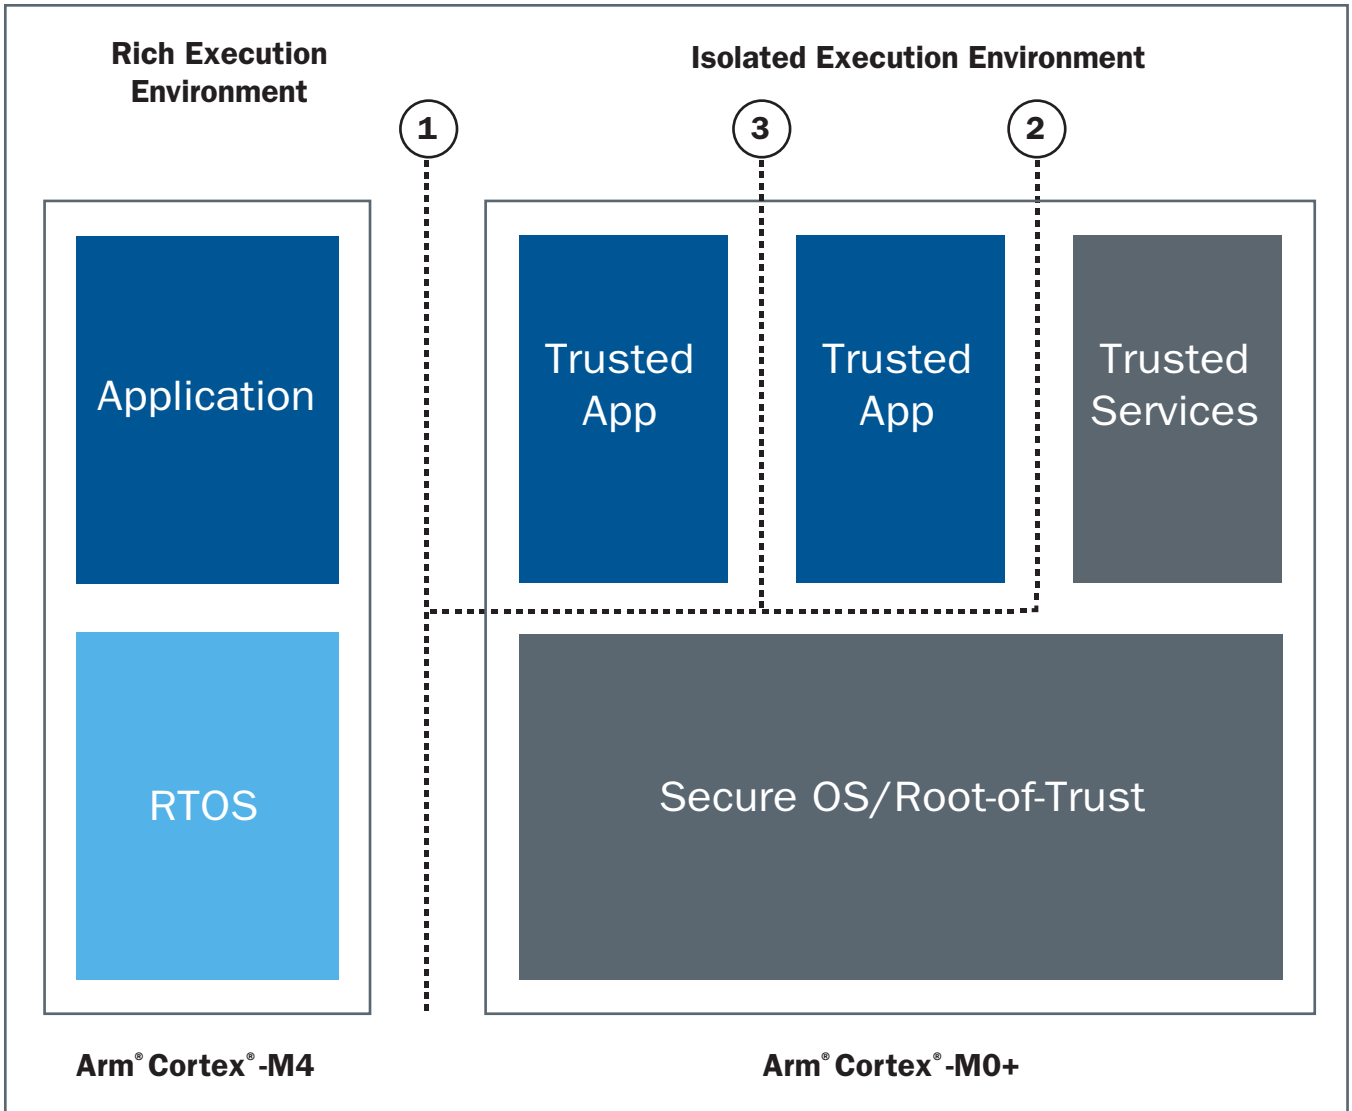 Rich Execution
Environment
Isolated Execution Environment
1
3
2
Application
Trusted
App
Trusted
App
Trusted
Services
RTOS
Secure OS/Root-of-Trust
Arm® Cortex®-M4
Arm® Cortex®-M0+